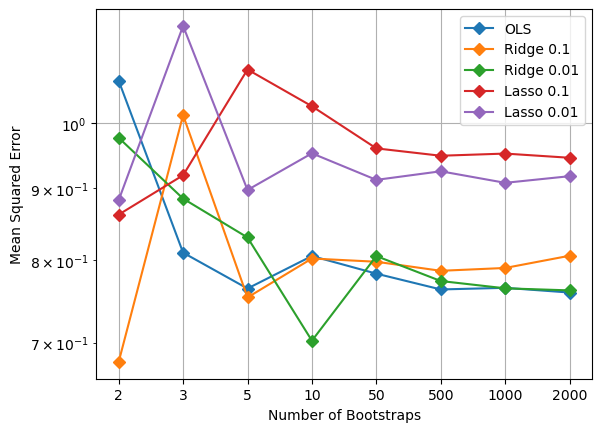 OLS
Ridge 0.1
Ridge 0.01
Lasso 0.1
Lasso 0.01
Mean Squared Error
10⁰
9 × 10⁻¹
8 × 10⁻¹
7 × 10⁻¹
2 3 5 10 50 500 1000 2000
Number of Bootstraps